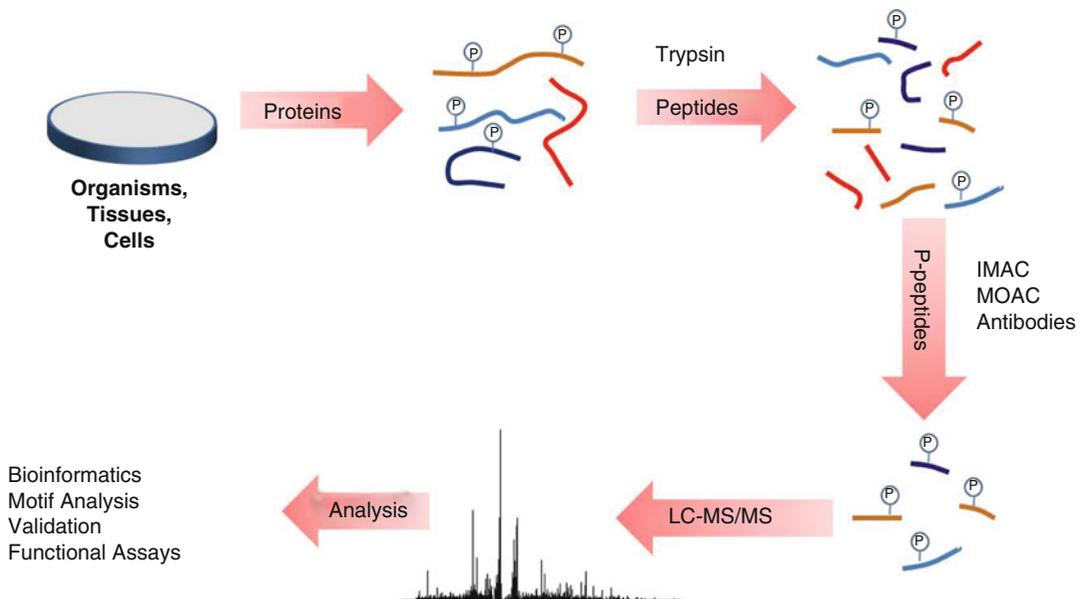 Organisms,
Tissues,
Cells
Proteins
P
P
P
P
Trypsin
Peptides
P
P
P
P
P-peptides
IMAC
MOAC
Antibodies
P
P
P
P
LC-MS/MS
Analysis
Bioinformatics
Motif Analysis
Validation
Functional Assays